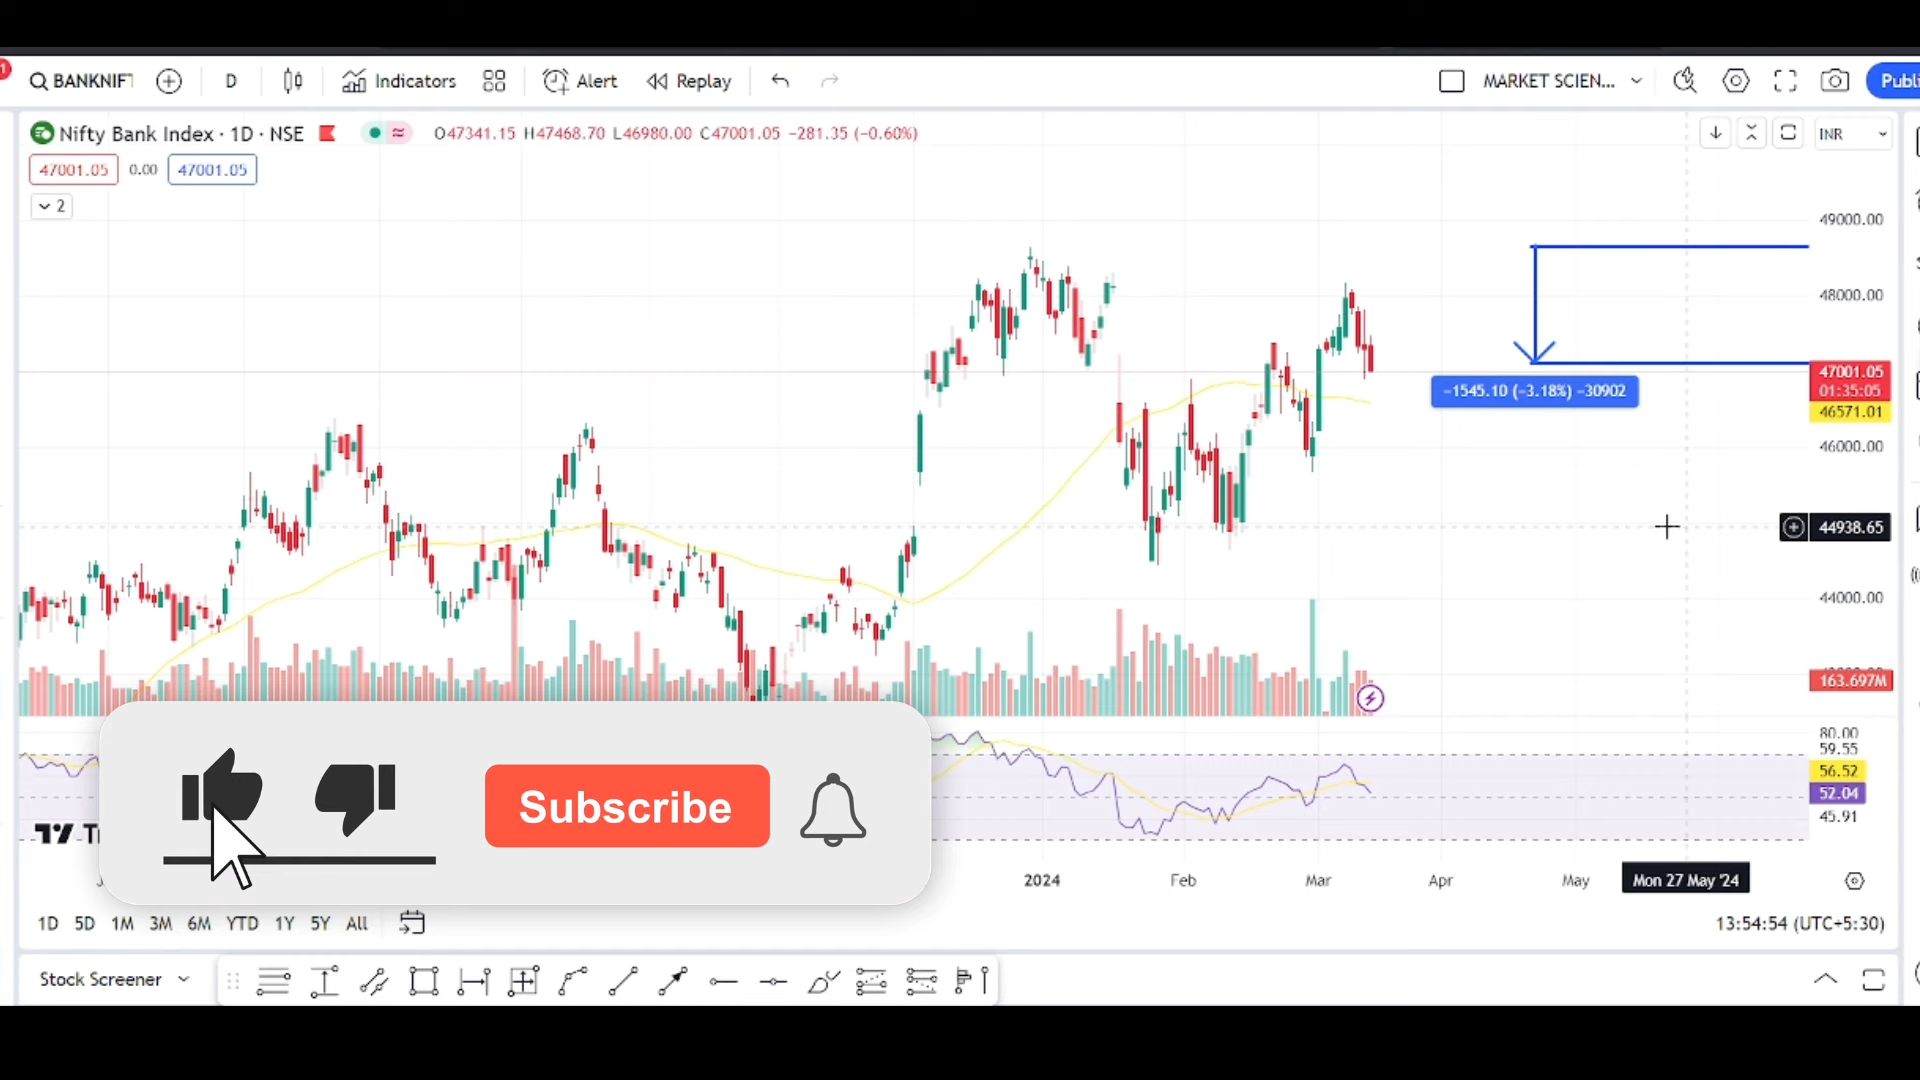 1
BANKNIFT D Indicators Alert Replay MARKET SCIEN... Publi
Nifty Bank Index · 1D · NSE O47341.15 H47468.70 L46980.00 C47001.05 −281.35 (−0.60%) INR
47001.05 0.00 47001.05
2
49000.00
48000.00
47001.05
01:35:05
−1545.10 (−3.18%) −30902
46571.01
46000.00
44938.65
44000.00
163.697M
80.00
59.55
56.52
52.04
45.91
Subscribe
2024 Feb Mar Apr May Mon 27 May '24
1D 5D 1M 3M 6M YTD 1Y 5Y All 13:54:54 (UTC+5:30)
Stock Screener